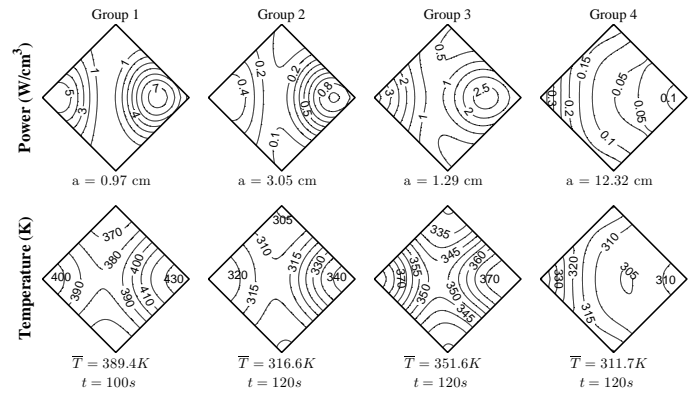 Group 1 Group 2 Group 3 Group 4
Power (W/cm³)
5 3 1 1 4 7
0.4 0.2 0.2 0.5 0.8 0.1
3 2 1 0.5 1 2 2.5
0.3 0.2 0.15 0.1 0.05 0.05 0.1
a = 0.97 cm a = 3.05 cm a = 1.29 cm a = 12.32 cm
Temperature (K)
370 380 400 400 390 390 410 430
305 310 315 330 320 340 315
335 345 355 360 370 370 350 350 345
310 320 330 305 310 315
T̅ = 389.4K T̅ = 316.6K T̅ = 351.6K T̅ = 311.7K
t = 100s t = 120s t = 120s t = 120s